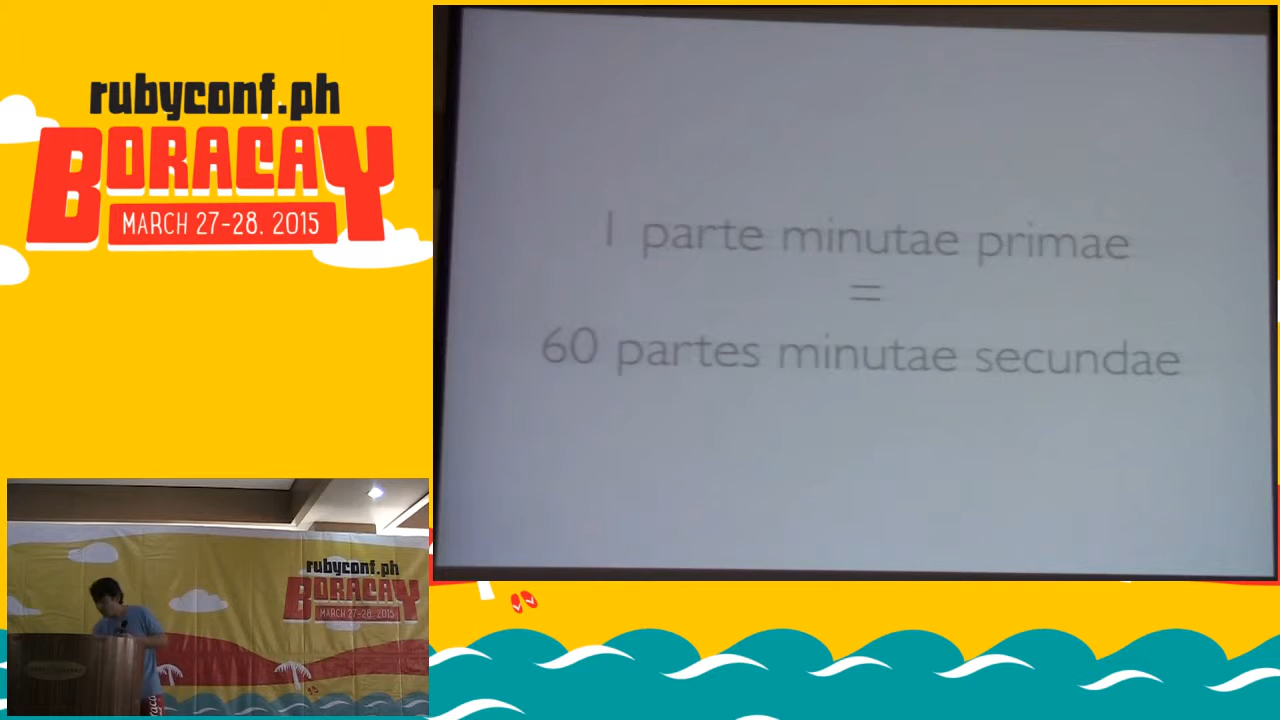 rubyconf.ph
BORACAY
MARCH 27-28, 2015
1 parte minutae primae
=
60 partes minutae secundae
rubyconf.ph
BORACAY
MARCH 27-28, 2015